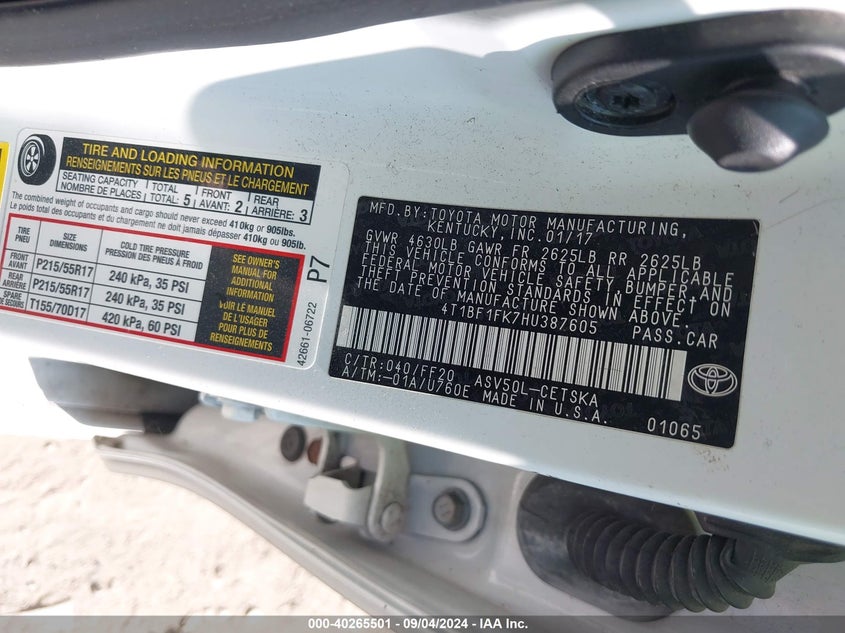 TIRE AND LOADING INFORMATION
RENSEIGNEMENTS SUR LES PNEUS ET LE CHARGEMENT
SEATING CAPACITY TOTAL FRONT REAR
NOMBRE DE PLACES TOTAL: 5 AVANT: 2 ARRIÈRE: 3
The combined weight of occupants and cargo should never exceed 410kg or 905lbs.
Le poids total des occupants et du chargement ne doit jamais dépasser 410kg ou 905lb.
TIRE SIZE COLD TIRE PRESSURE
PNEU DIMENSIONS PRESSION DES PNEUS À FROID
FRONT AVANT P215/55R17 240 kPa, 35 PSI
REAR ARRIÈRE P215/55R17 240 kPa, 35 PSI
SPARE DE SECOURS T155/70D17 420 kPa, 60 PSI
SEE OWNER'S
MANUAL FOR
ADDITIONAL
INFORMATION
VOIR LE MANUEL
DE L'USAGER
POUR PLUS DE
RENSEIGNEMENTS
P7
42661-06722
MFD.BY:TOYOTA MOTOR MANUFACTURING,
KENTUCKY, INC.01/17
GVWR 4630LB GAWR FR 2625LB RR 2625LB
THIS VEHICLE CONFORMS TO ALL APPLICABLE
FEDERAL MOTOR VEHICLE SAFETY,BUMPER,AND
THEFT PREVENTION STANDARDS IN EFFECT ON
THE DATE OF MANUFACTURE SHOWN ABOVE.
4T1BF1FK7HU387605 PASS.CAR
C/TR:040/FF20 ASV50L-CETSKA
A/TM:-01A/U760E MADE IN U.S.A.
01065
000-40265501 - 09/04/2024 - IAA Inc.